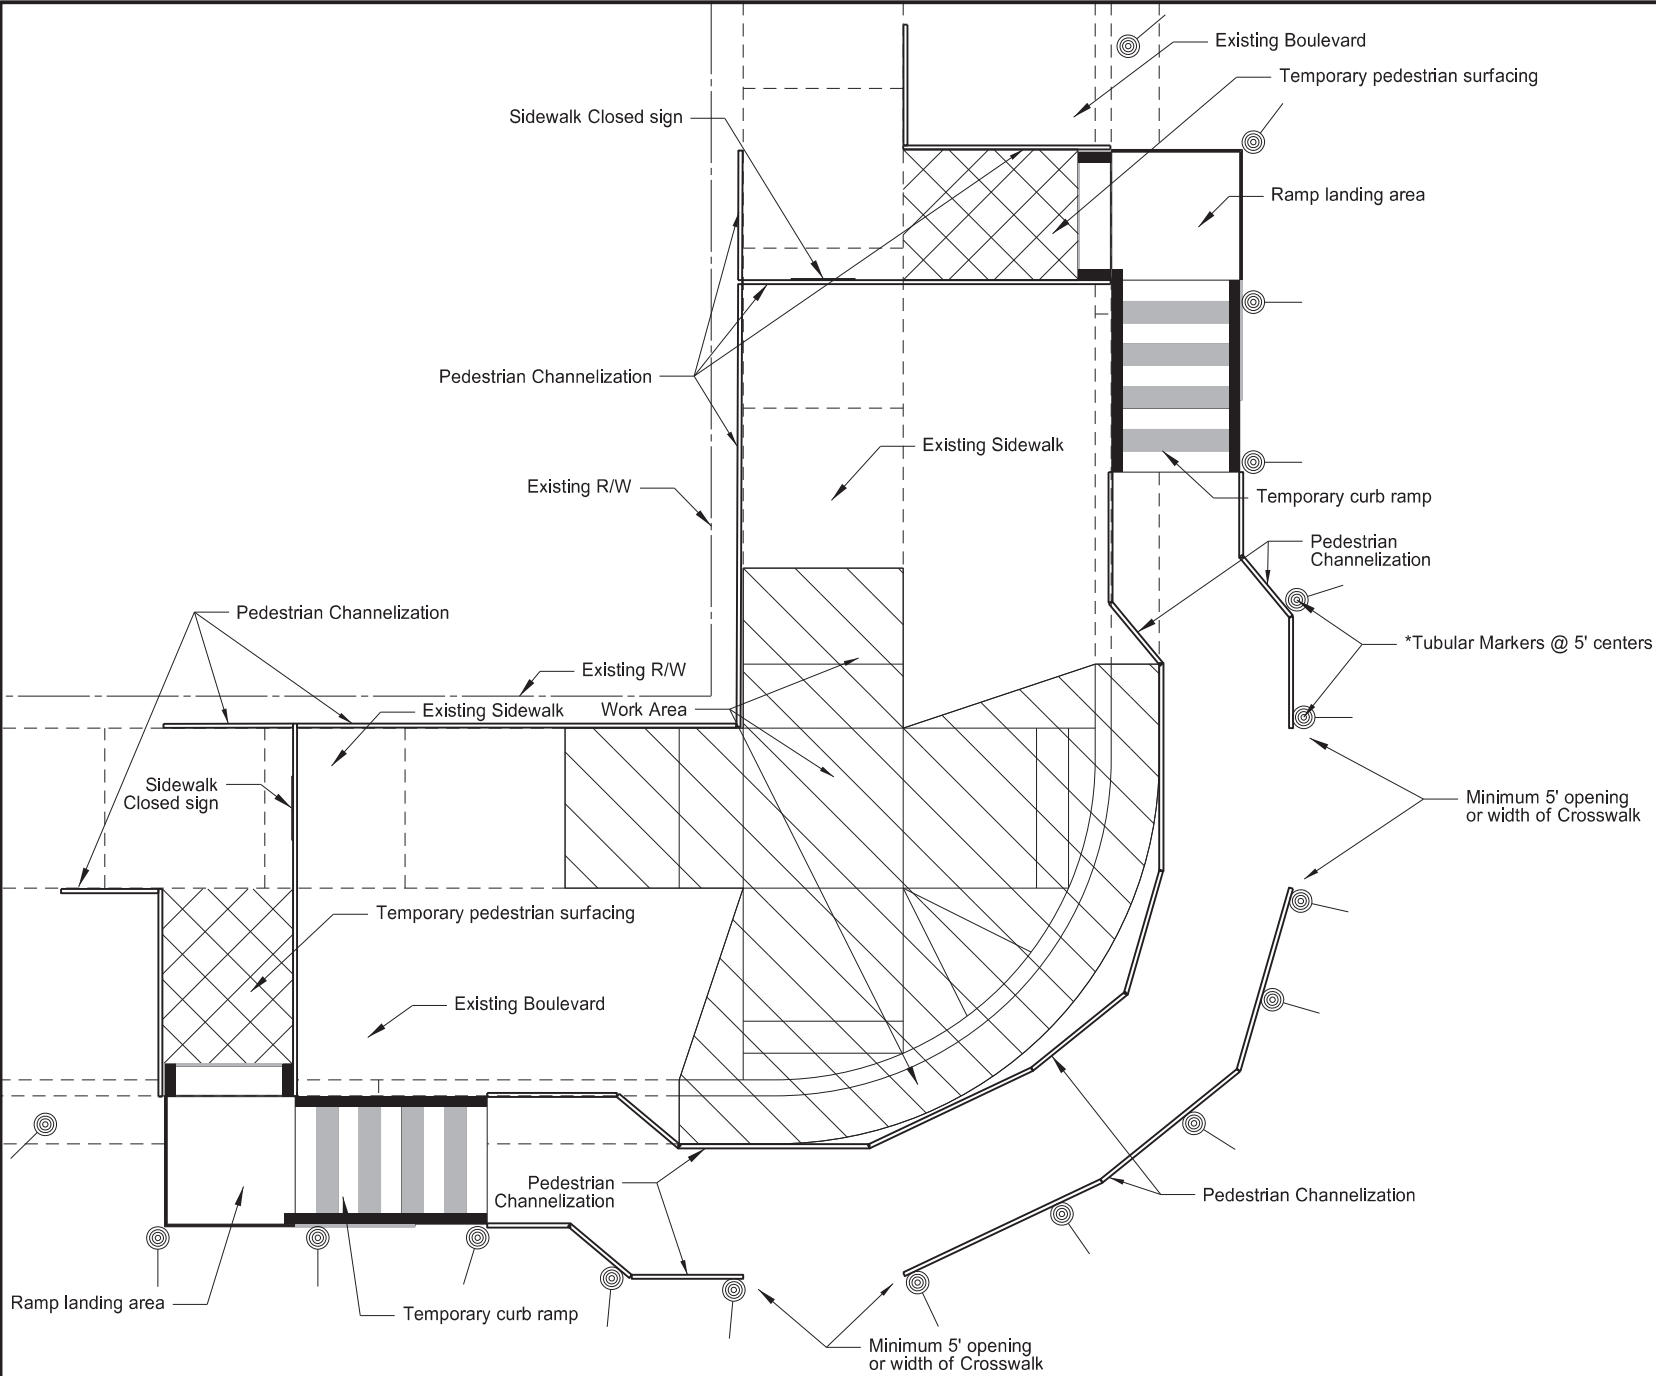 Existing Boulevard
Temporary pedestrian surfacing
Sidewalk Closed sign
Ramp landing area
Pedestrian Channelization
Existing Sidewalk
Existing R/W
Temporary curb ramp
Pedestrian
Channelization
Pedestrian Channelization
*Tubular Markers @ 5' centers
Existing R/W
Existing Sidewalk
Work Area
Sidewalk
Closed sign
Minimum 5' opening
or width of Crosswalk
Temporary pedestrian surfacing
Existing Boulevard
Pedestrian
Channelization
Pedestrian Channelization
Ramp landing area
Temporary curb ramp
Minimum 5' opening
or width of Crosswalk